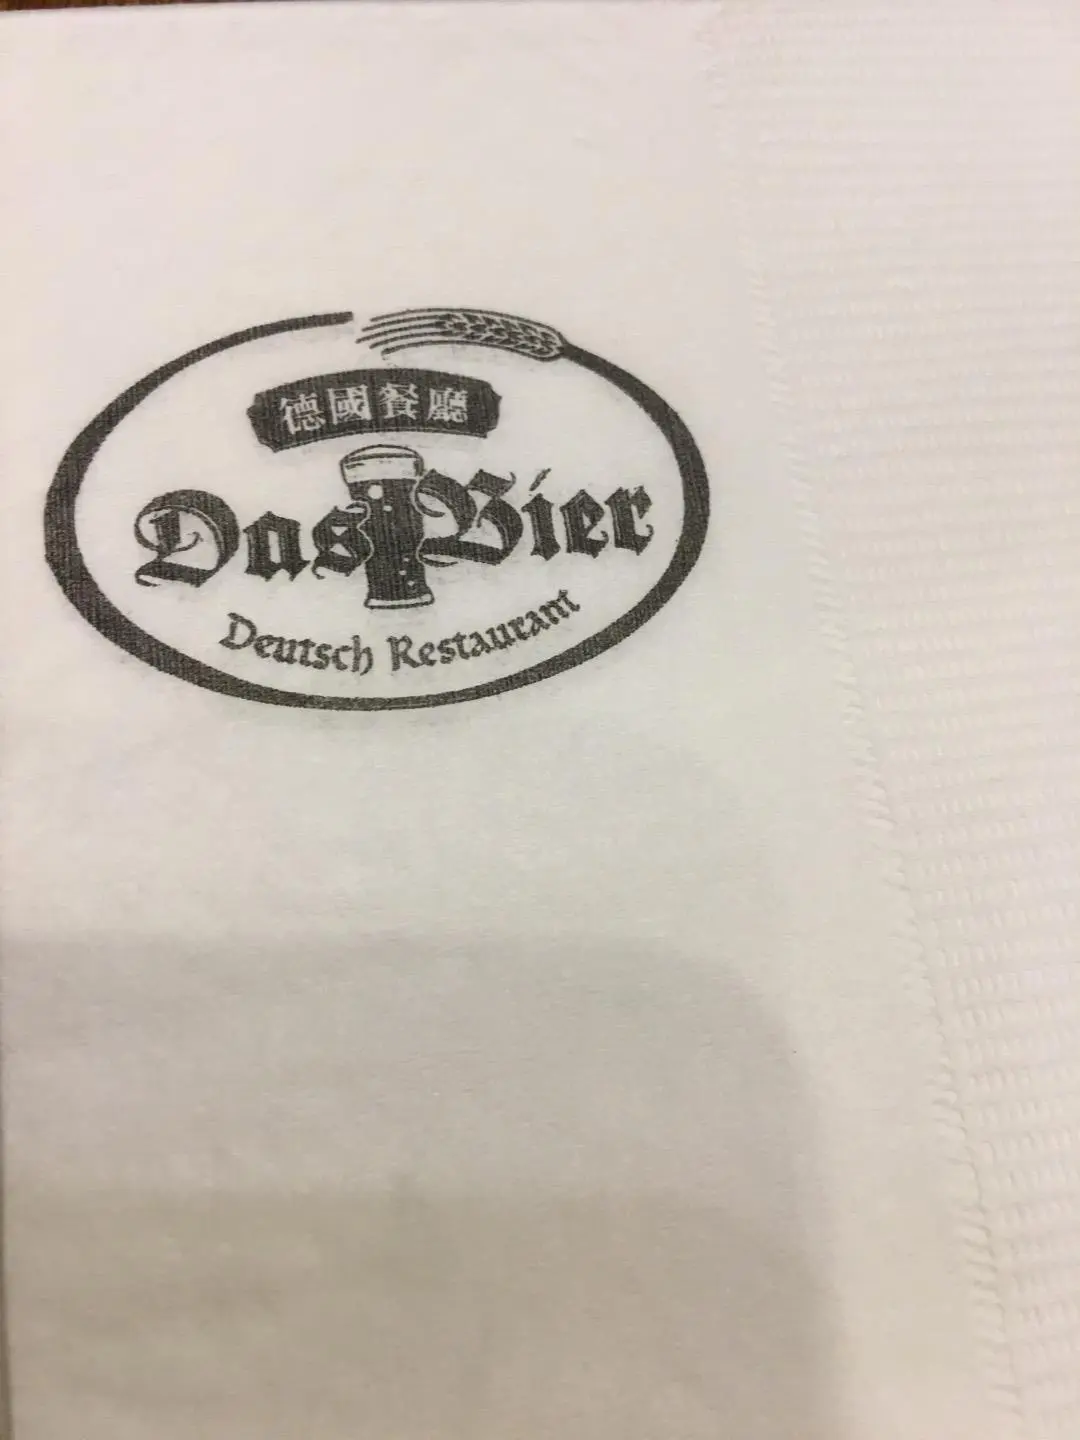 德國餐廳
Das Bier
Deutsch Restaurant